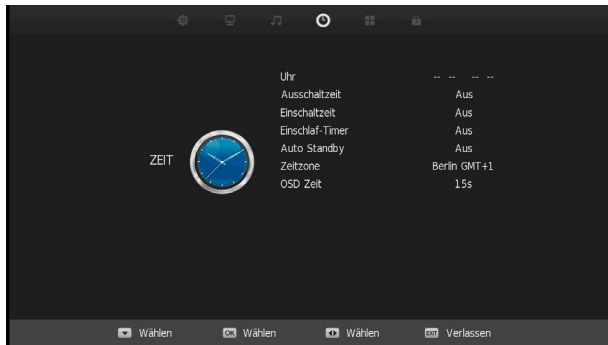 Uhr -- -- -- --
Ausschaltzeit Aus
Einschaltzeit Aus
Einschlaf-Timer Aus
Auto Standby Aus
ZEIT
Zeitzone Berlin GMT+1
OSD Zeit 15s
Wählen OK Wählen Wählen EXIT Verlassen